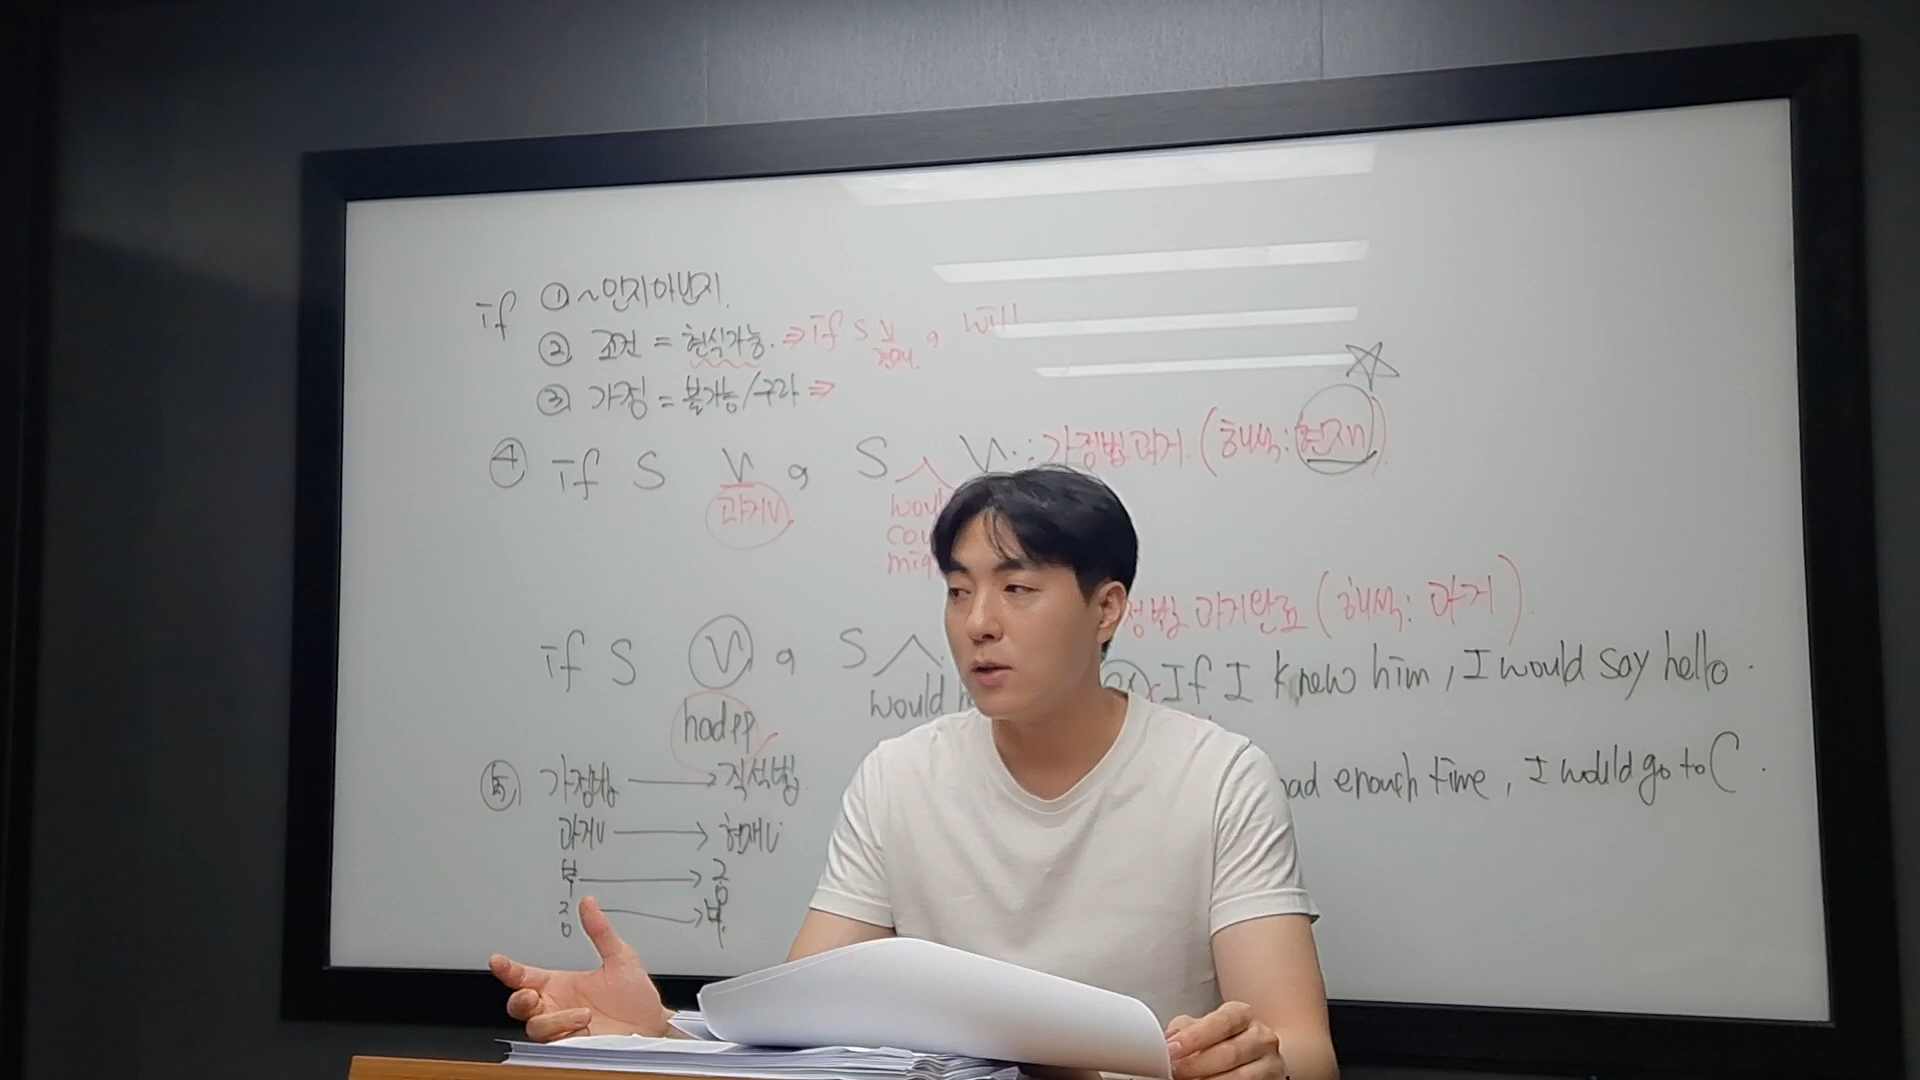 if ① ~인지 아닌지.
② 조건 = 현실가능. ⇒ if S V, will
현재.
③ 가정 = 불가능/구라 ⇒
④ if S V, S V : 가정법 과거 (해석: 현재) ☆
과거V
if S V, S 정법 과거완료 (해석: 과거).
would
had pp
If I knew him, I would say hello.
enough time, I would go to C.
⑤ 가정법 → 직설법.
과거V → 현재V
부 → 긍
긍 → 부.